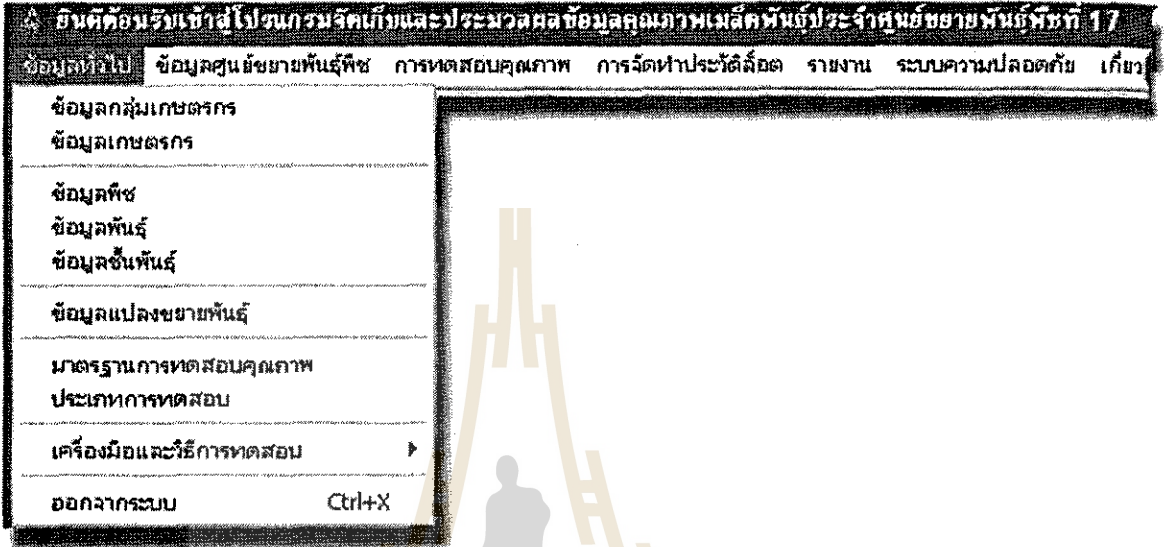 ยินดีต้อนรับเข้าสู่โปรแกรมจัดเก็บและประมวลผลข้อมูลคุณภาพเมล็ดพันธุ์ประจำศูนย์ขยายพันธุ์พืชที่ 17
ข้อมูลทั่วไป ข้อมูลศูนย์ขยายพันธุ์พืช การทดสอบคุณภาพ การจัดทำประวัติล็อต รายงาน ระบบความปลอดภัย เกี่ยว
ข้อมูลกลุ่มเกษตรกร
ข้อมูลเกษตรกร
ข้อมูลพืช
ข้อมูลพันธุ์
ข้อมูลชั้นพันธุ์
ข้อมูลแปลงขยายพันธุ์
มาตรฐานการทดสอบคุณภาพ
ประเภทการทดสอบ
เครื่องมือและวิธีการทดสอบ
ออกจากระบบ Ctrl+X